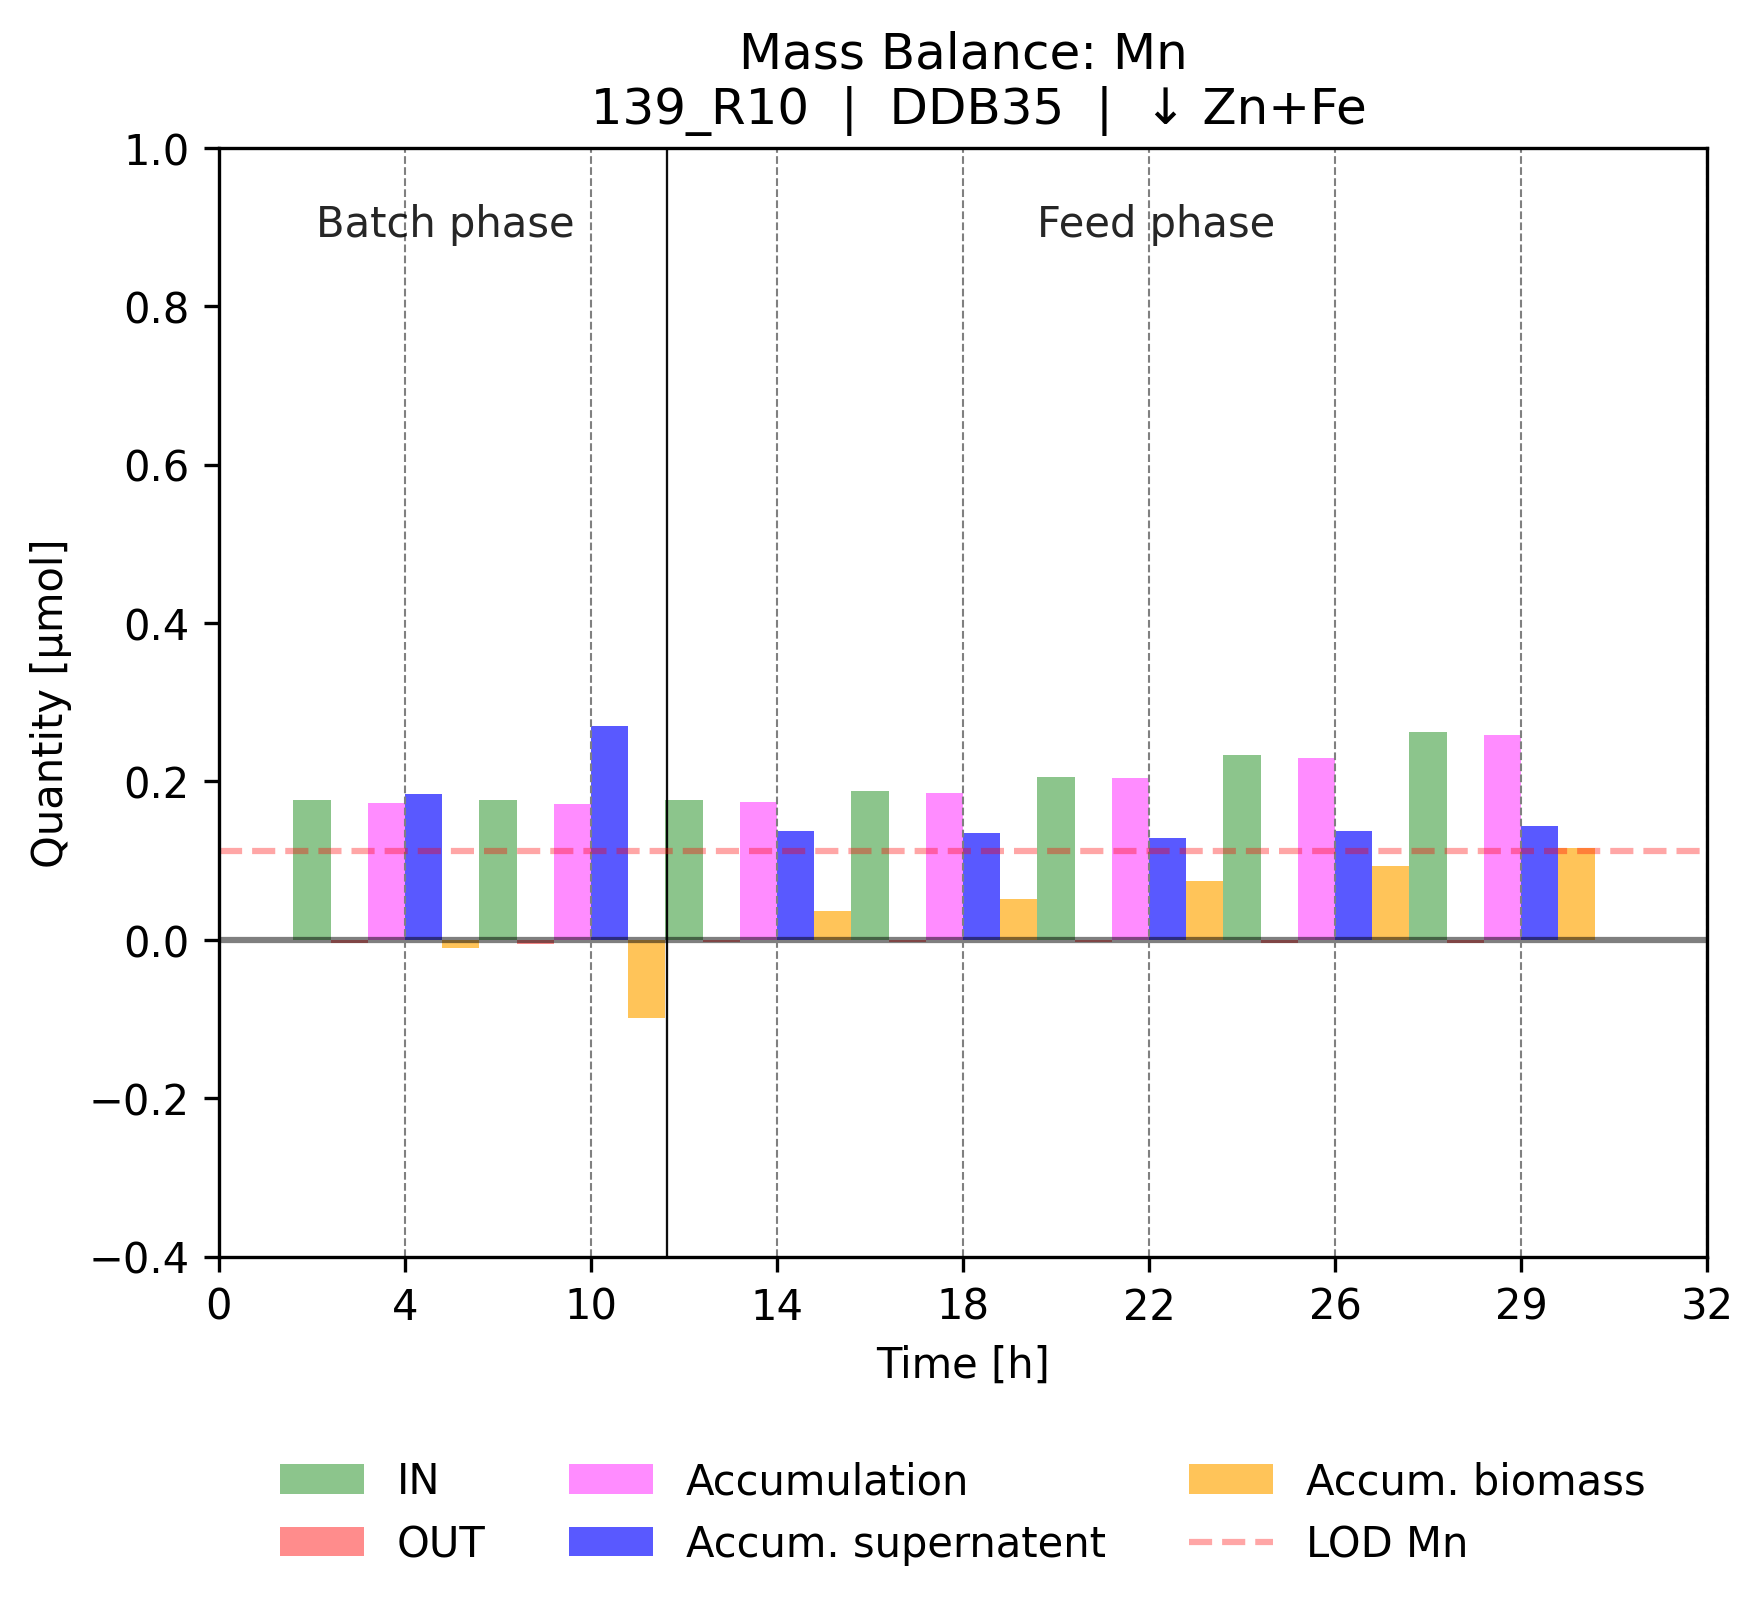 Mass Balance: Mn
139_R10 | DDB35 | ↓ Zn+Fe
Batch phase
Feed phase
1.0
0.8
0.6
0.4
0.2
0.0
−0.2
−0.4
Quantity [µmol]
0 4 10 14 18 22 26 29 32
Time [h]
IN
OUT
Accumulation
Accum. supernatent
Accum. biomass
LOD Mn